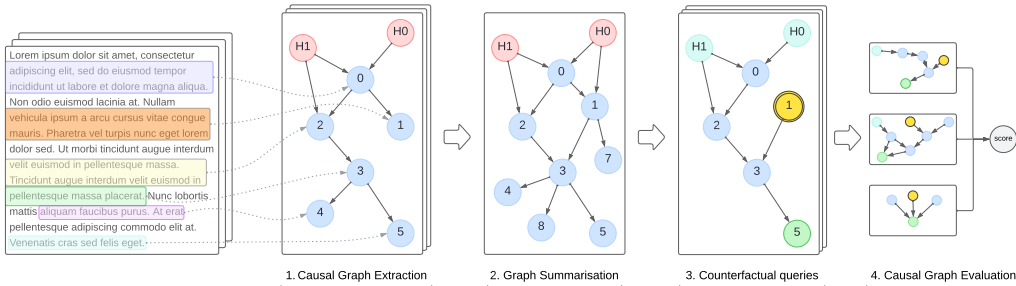 Lorem ipsum dolor sit amet, consectetur
adipiscing elit, sed do eiusmod tempor
incididunt ut labore et dolore magna aliqua.
Non odio euismod lacinia at. Nullam
vehicula ipsum a arcu cursus vitae congue
mauris. Pharetra vel turpis nunc eget lorem
dolor sed. Ut morbi tincidunt augue interdum
velit euismod in pellentesque massa.
Tincidunt augue interdum velit euismod in
pellentesque massa placerat. Nunc lobortis
mattis aliquam faucibus purus. At erat
pellentesque adipiscing commodo elit at.
Venenatis cras sed felis eget.
H1
H0
0
2
1
3
4
5
1. Causal Graph Extraction
H1
H0
0
1
2
7
3
4
8
5
2. Graph Summarisation
H1
H0
0
1
2
3
5
3. Counterfactual queries
score
4. Causal Graph Evaluation